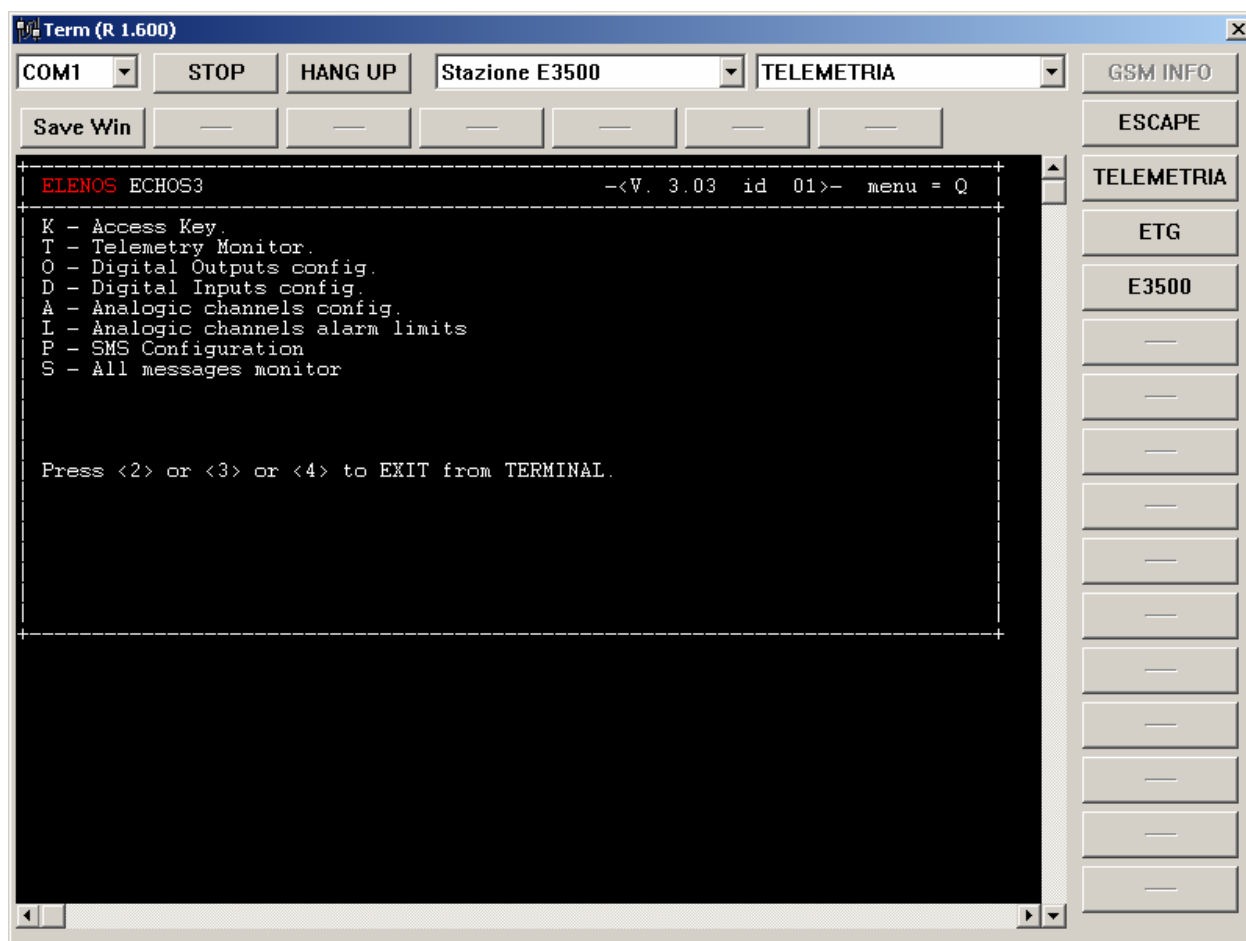 Term (R 1.600)
COM1 STOP HANG UP Stazione E3500 TELEMETRIA GSM INFO
Save Win ESCAPE
ELENOS ECHOS3 -<V. 3.03 id 01>- menu = Q
K - Access Key.
T - Telemetry Monitor.
O - Digital Outputs config.
D - Digital Inputs config.
A - Analogic channels config.
L - Analogic channels alarm limits
P - SMS Configuration
S - All messages monitor
Press <2> or <3> or <4> to EXIT from TERMINAL.
TELEMETRIA
ETG
E3500